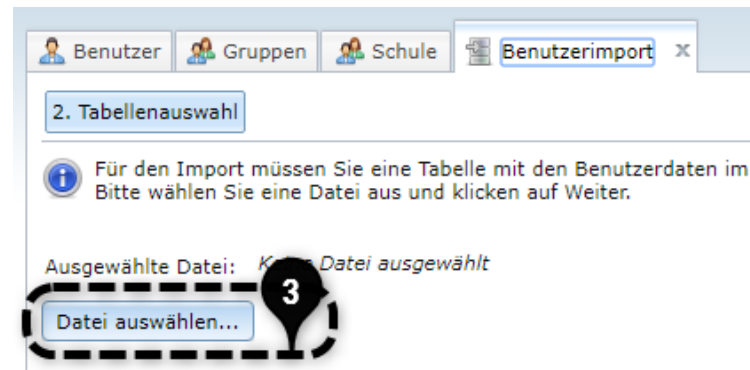 Benutzer Gruppen Schule Benutzerimport x
2. Tabellenauswahl
Für den Import müssen Sie eine Tabelle mit den Benutzerdaten im
Bitte wählen Sie eine Datei aus und klicken auf Weiter.
Ausgewählte Datei: Keine Datei ausgewählt
3
Datei auswählen...